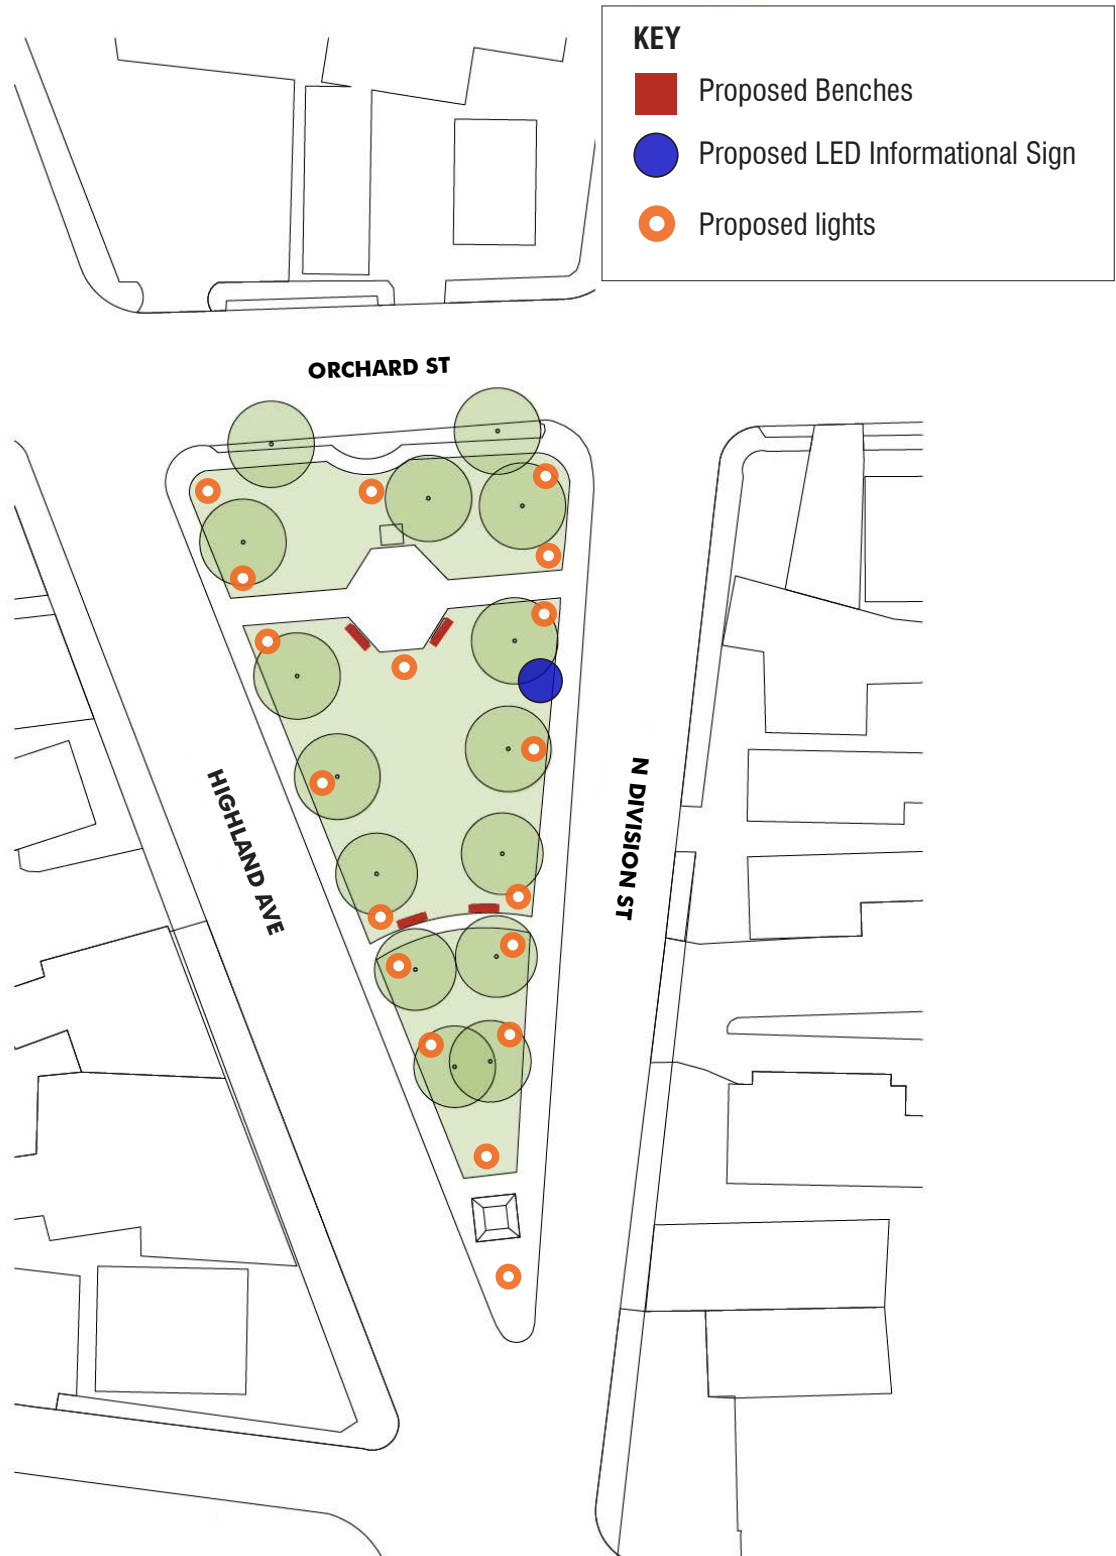 KEY
Proposed Benches
Proposed LED Informational Sign
Proposed lights
ORCHARD ST
HIGHLAND AVE
N DIVISION ST